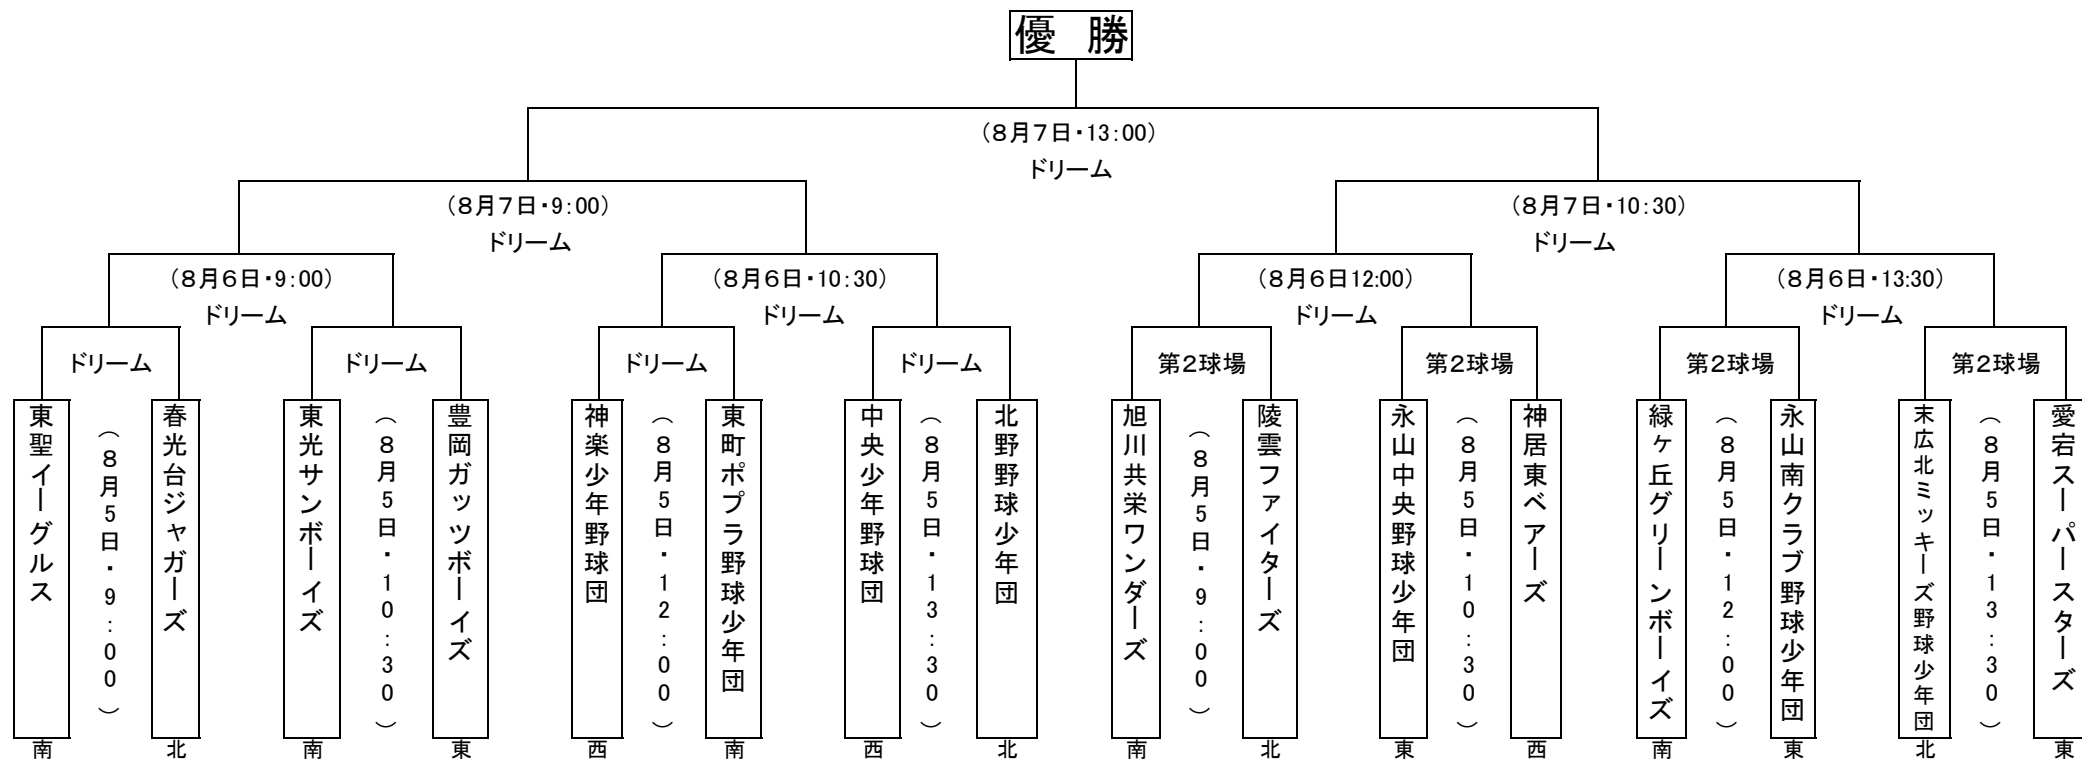 優 勝
（８月７日・13：00）
ドリーム
（８月７日・9：00）
ドリーム
（８月７日・10：30）
ドリーム
（８月６日・9：00）
ドリーム
（８月６日・10：30）
ドリーム
（８月６日12:00）
ドリーム
（８月６日・13:30）
ドリーム
ドリーム
ドリーム
ドリーム
ドリーム
第２球場
第２球場
第２球場
第２球場
東聖イーグルス
（８月５日・９：００）
春光台ジャガーズ
東光サンボーイズ
（８月５日・１０：３０）
豊岡ガッツボーイズ
神楽少年野球団
（８月５日・１２：００）
東町ポプラ野球少年団
中央少年野球団
（８月５日・１３：３０）
北野野球少年団
旭川共栄ワンダーズ
（８月５日・９：００）
陵雲ファイターズ
永山中央野球少年団
（８月５日・１０：３０）
神居東ベアーズ
緑ヶ丘グリーンボーイズ
（８月５日・１２：００）
永山南クラブ野球少年団
末広北ミッキーズ野球少年団
（８月５日・１３：３０）
愛宕スーパースターズ
南
北
南
東
西
南
西
北
南
北
東
西
南
東
北
東